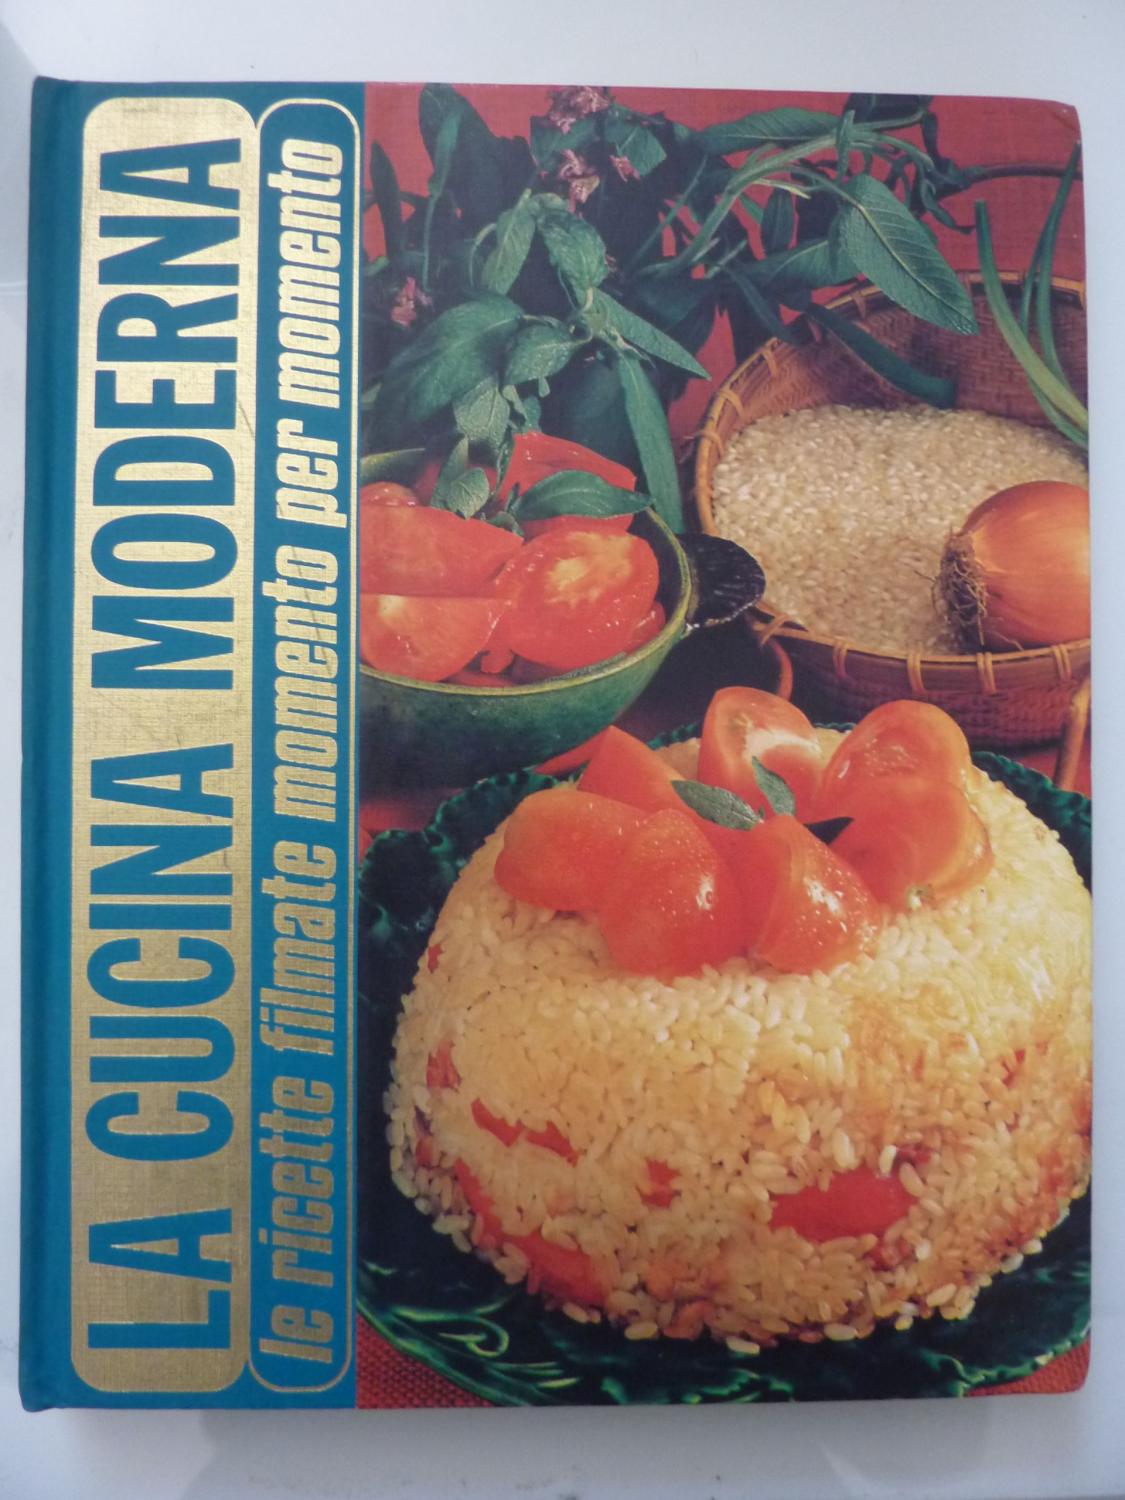 LA CUCINA MODERNA
le ricette filmate momento per momento